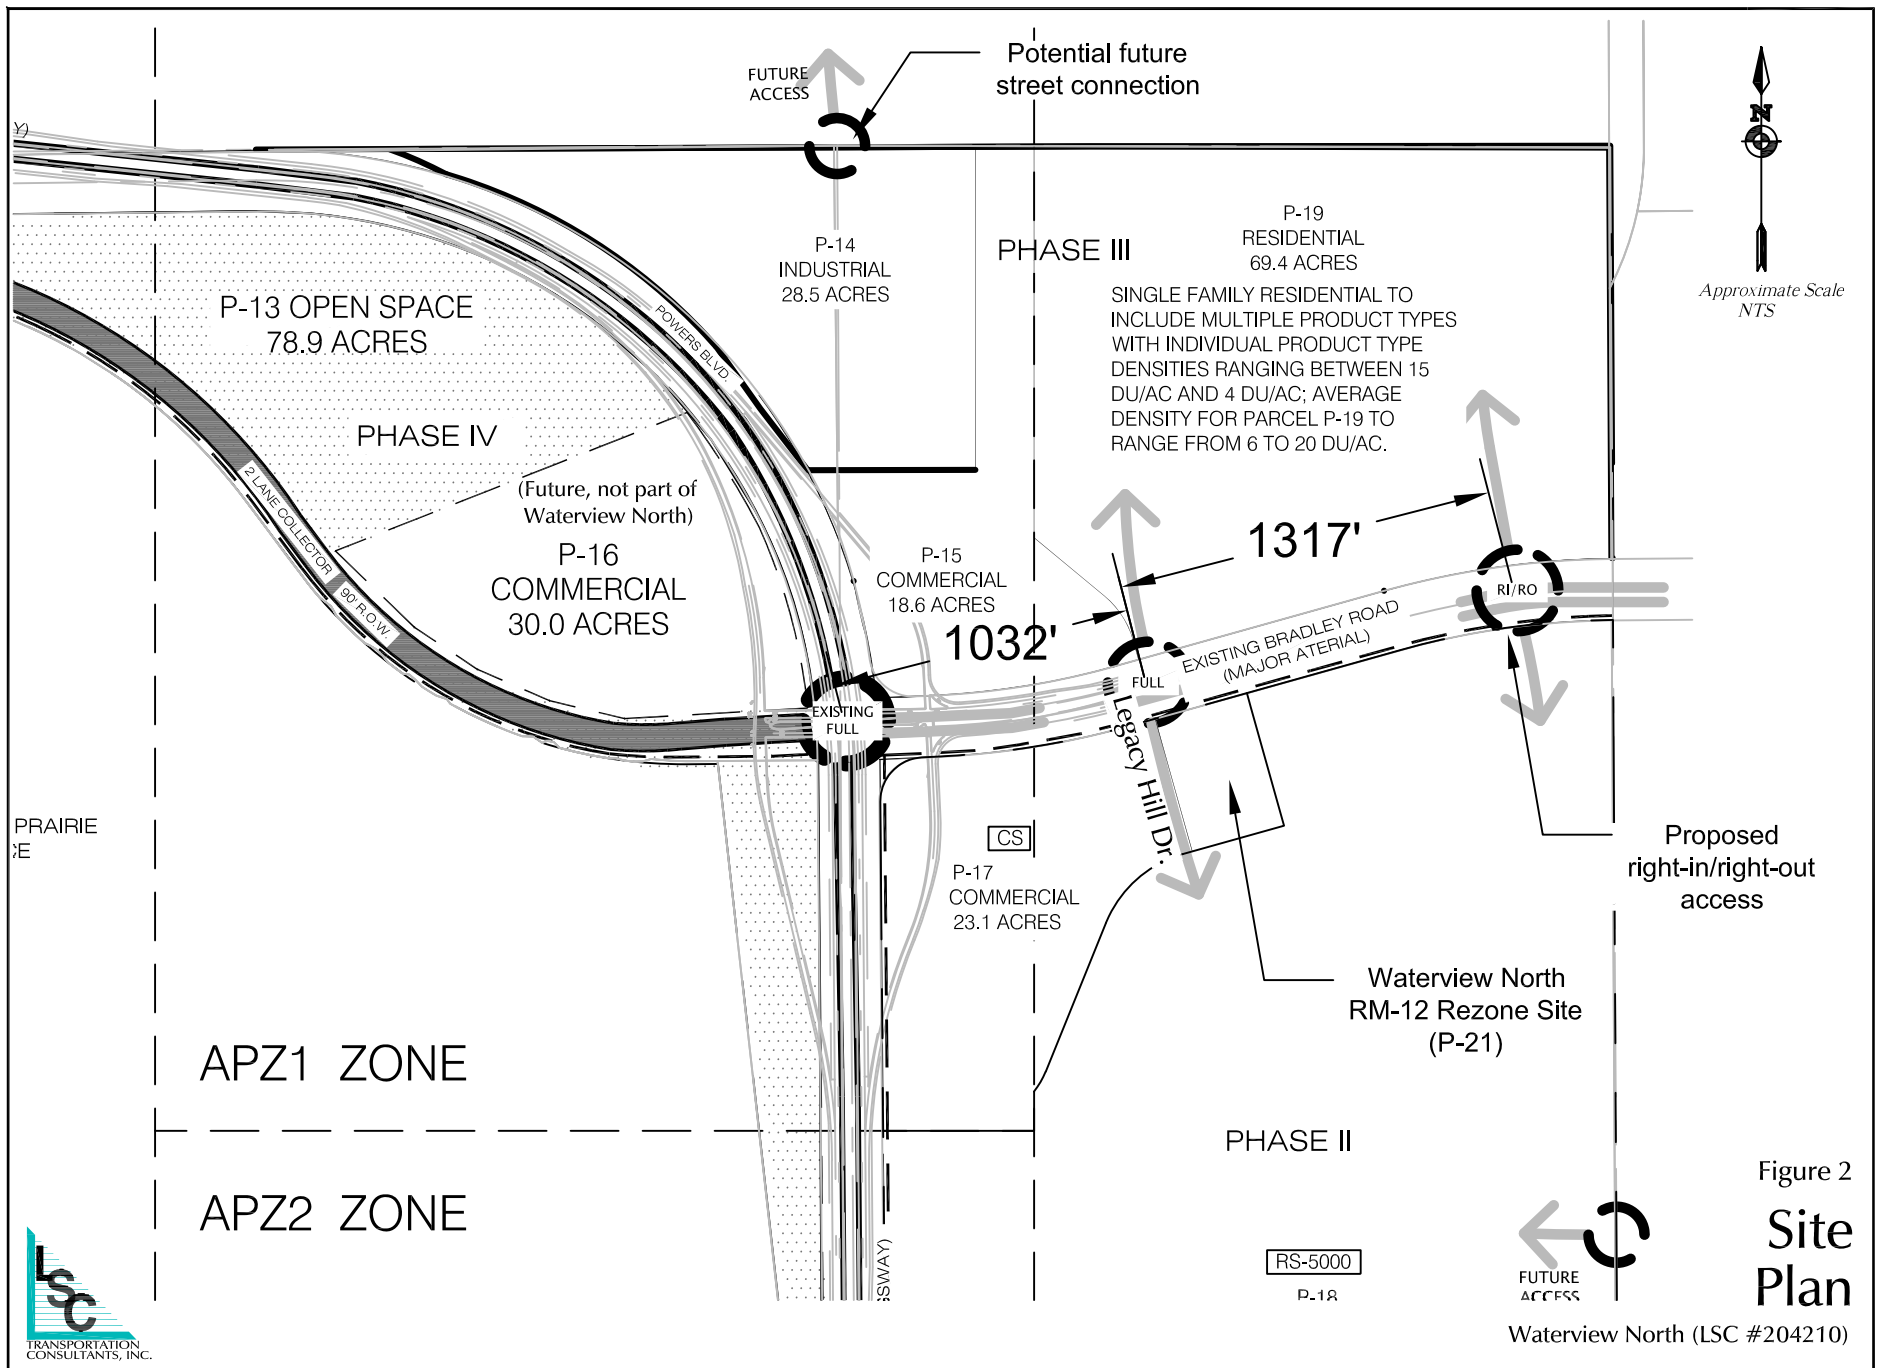 Potential future
street connection
FUTURE
ACCESS
N
Approximate Scale
NTS
Y)
P-14
INDUSTRIAL
28.5 ACRES
PHASE III
P-19
RESIDENTIAL
69.4 ACRES
SINGLE FAMILY RESIDENTIAL TO
INCLUDE MULTIPLE PRODUCT TYPES
WITH INDIVIDUAL PRODUCT TYPE
DENSITIES RANGING BETWEEN 15
DU/AC AND 4 DU/AC; AVERAGE
DENSITY FOR PARCEL P-19 TO
RANGE FROM 6 TO 20 DU/AC.
P-13 OPEN SPACE
78.9 ACRES
POWERS BLVD
PHASE IV
2 LANE COLLECTOR
90' R.O.W.
(Future, not part of
Waterview North)
P-16
COMMERCIAL
30.0 ACRES
P-15
COMMERCIAL
18.6 ACRES
1317'
1032'
RI/RO
EXISTING BRADLEY ROAD
(MAJOR ATERIAL)
FULL
EXISTING
FULL
Legacy Hill Dr.
PRAIRIE
CS
P-17
COMMERCIAL
23.1 ACRES
Proposed
right-in/right-out
access
Waterview North
RM-12 Rezone Site
(P-21)
APZ1 ZONE
APZ2 ZONE
PHASE II
SSWAY)
RS-5000
P-18
FUTURE
ACCESS
Figure 2
Site
Plan
Waterview North (LSC #204210)
LSC
TRANSPORTATION
CONSULTANTS, INC.